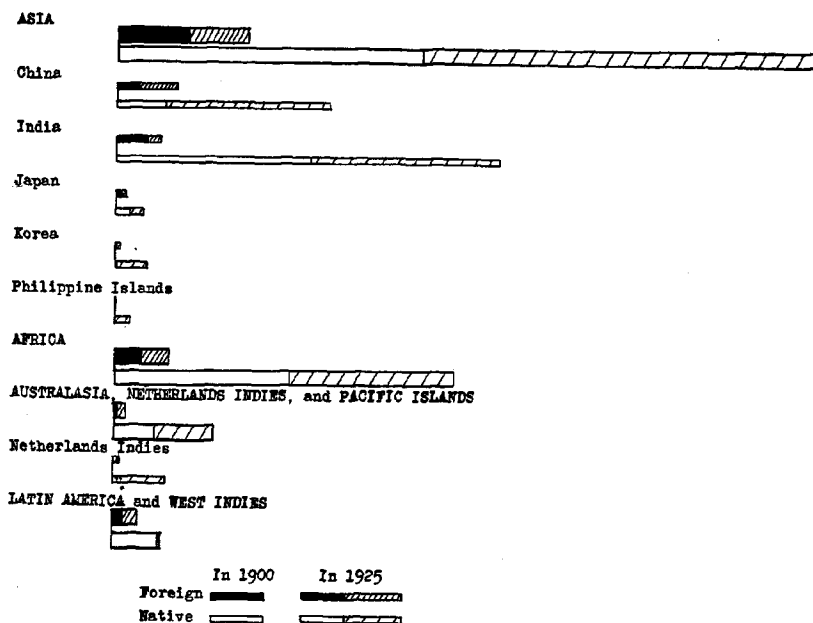 ASIA
China
India
Japan
Korea
Philippine Islands
AFRICA
AUSTRALASIA, NETHERLANDS INDIES, and PACIFIC ISLANDS
Netherlands Indies
LATIN AMERICA and WEST INDIES
In 1900 In 1925
Foreign
Native